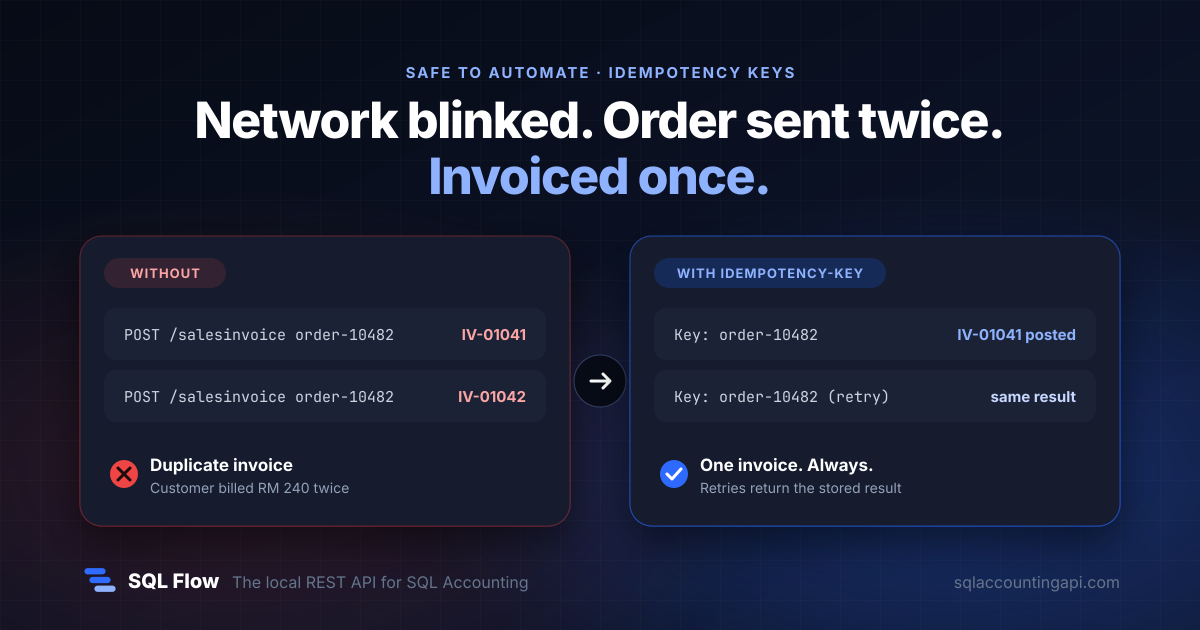 SAFE TO AUTOMATE · IDEMPOTENCY KEYS
Network blinked. Order sent twice.
Invoiced once.
WITHOUT
POST /salesinvoice order-10482 IV-01041
POST /salesinvoice order-10482 IV-01042
Duplicate invoice
Customer billed RM 240 twice
WITH IDEMPOTENCY-KEY
Key: order-10482 IV-01041 posted
Key: order-10482 (retry) same result
One invoice. Always.
Retries return the stored result
SQL Flow The local REST API for SQL Accounting
sqlaccountingapi.com